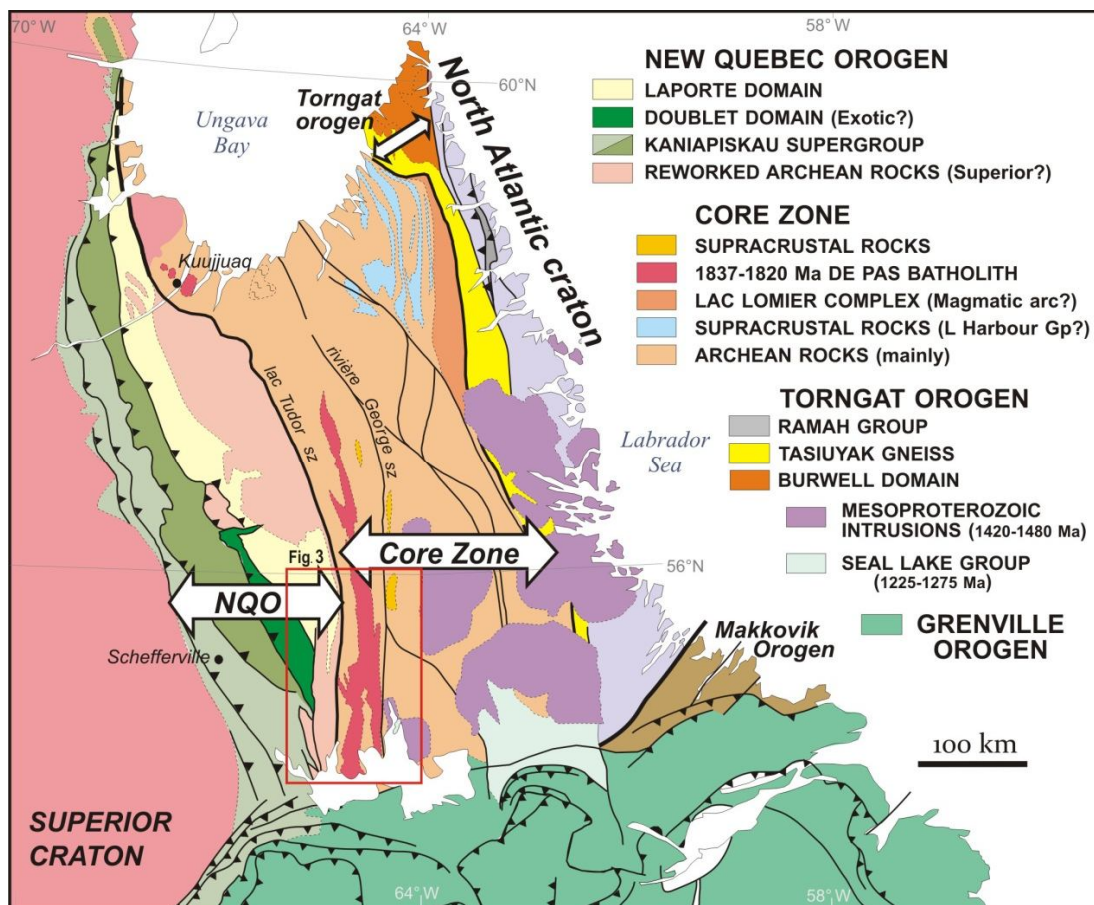 70° W
64° W
58° W
60°N
Ungava
Bay
Torngat
orogen
North Atlantic craton
Kuujjuaq
lac Tudor sz
rivière George sz
Labrador
Sea
Fig. 3
Core Zone
NQO
56°N
Schefferville
Makkovik
Orogen
SUPERIOR
CRATON
64° W
58° W
100 km
NEW QUEBEC OROGEN
LAPORTE DOMAIN
DOUBLET DOMAIN (Exotic?)
KANIAPISKAU SUPERGROUP
REWORKED ARCHEAN ROCKS (Superior?)
CORE ZONE
SUPRACRUSTAL ROCKS
1837-1820 Ma DE PAS BATHOLITH
LAC LOMIER COMPLEX (Magmatic arc?)
SUPRACRUSTAL ROCKS (L Harbour Gp?)
ARCHEAN ROCKS (mainly)
TORNGAT OROGEN
RAMAH GROUP
TASIUYAK GNEISS
BURWELL DOMAIN
MESOPROTEROZOIC
INTRUSIONS (1420-1480 Ma)
SEAL LAKE GROUP
(1225-1275 Ma)
GRENVILLE
OROGEN